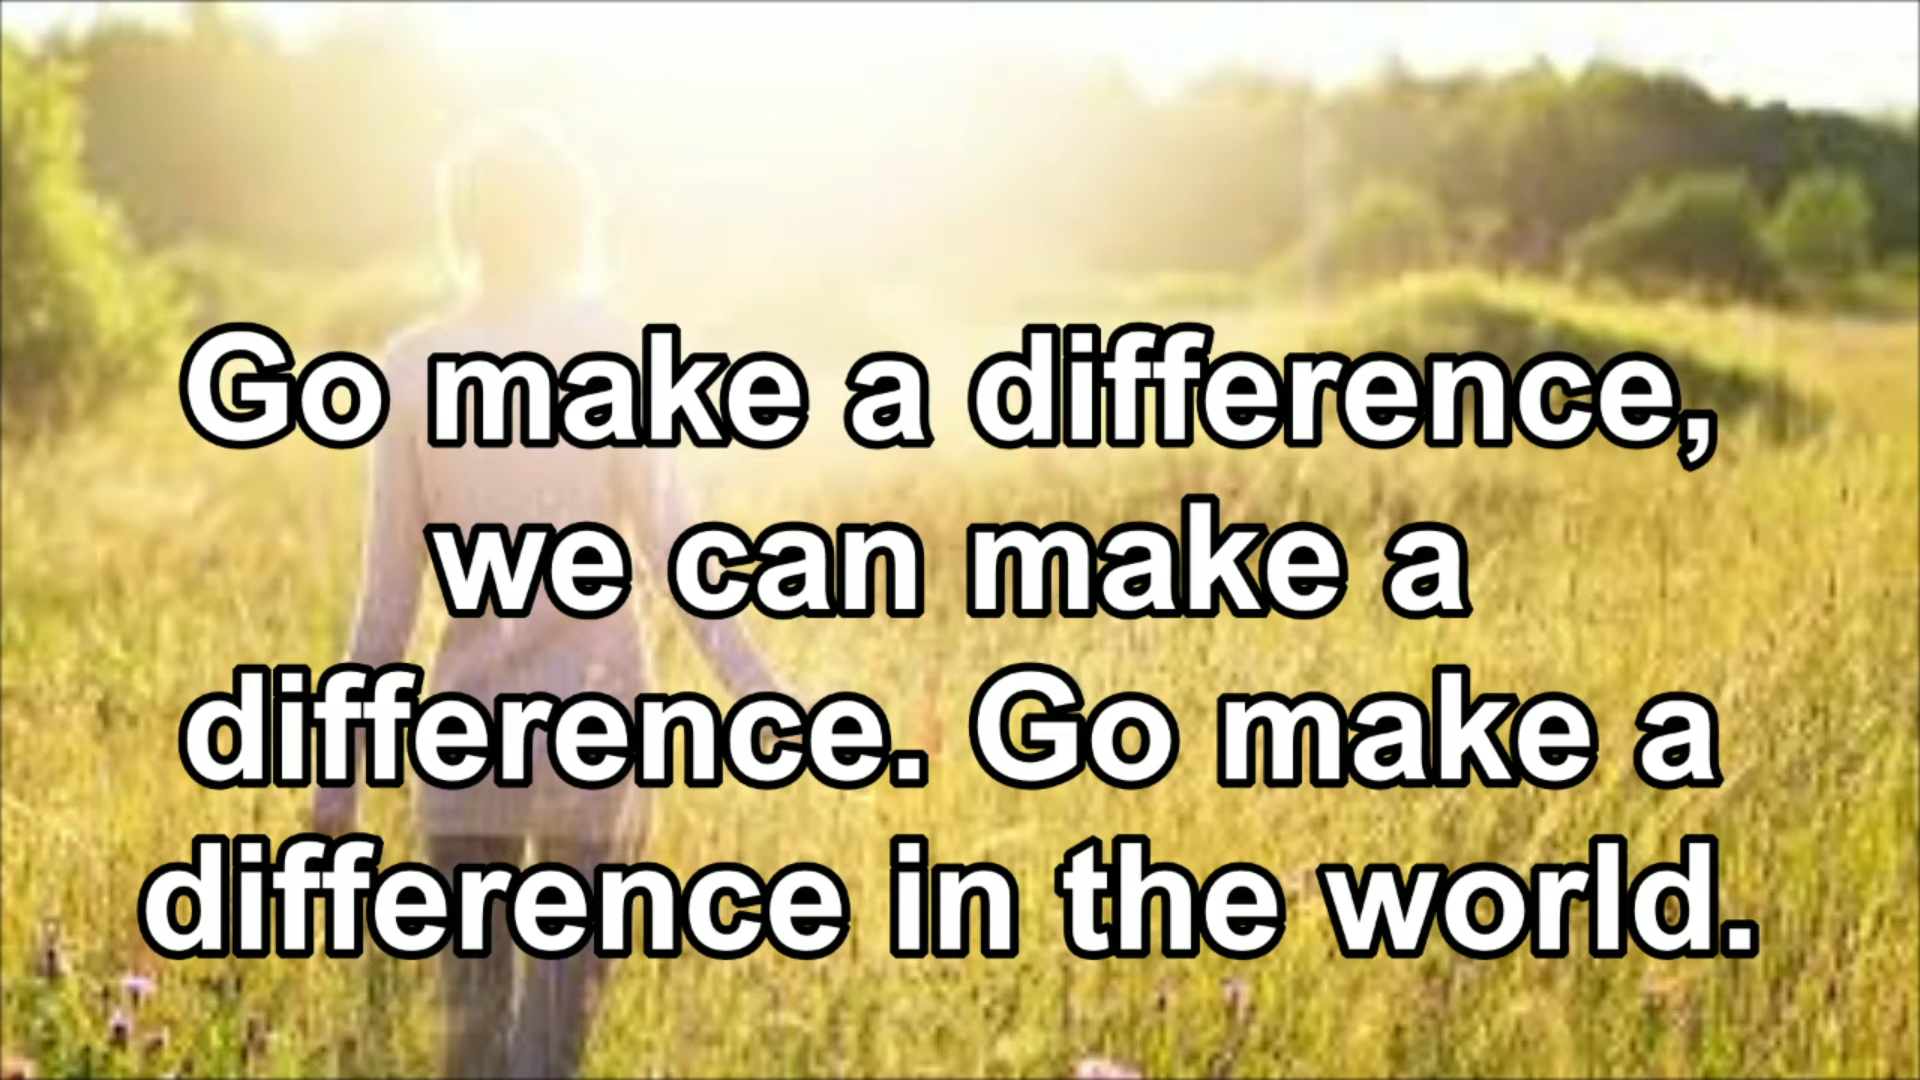 Go make a difference,
we can make a
difference. Go make a
difference in the world.